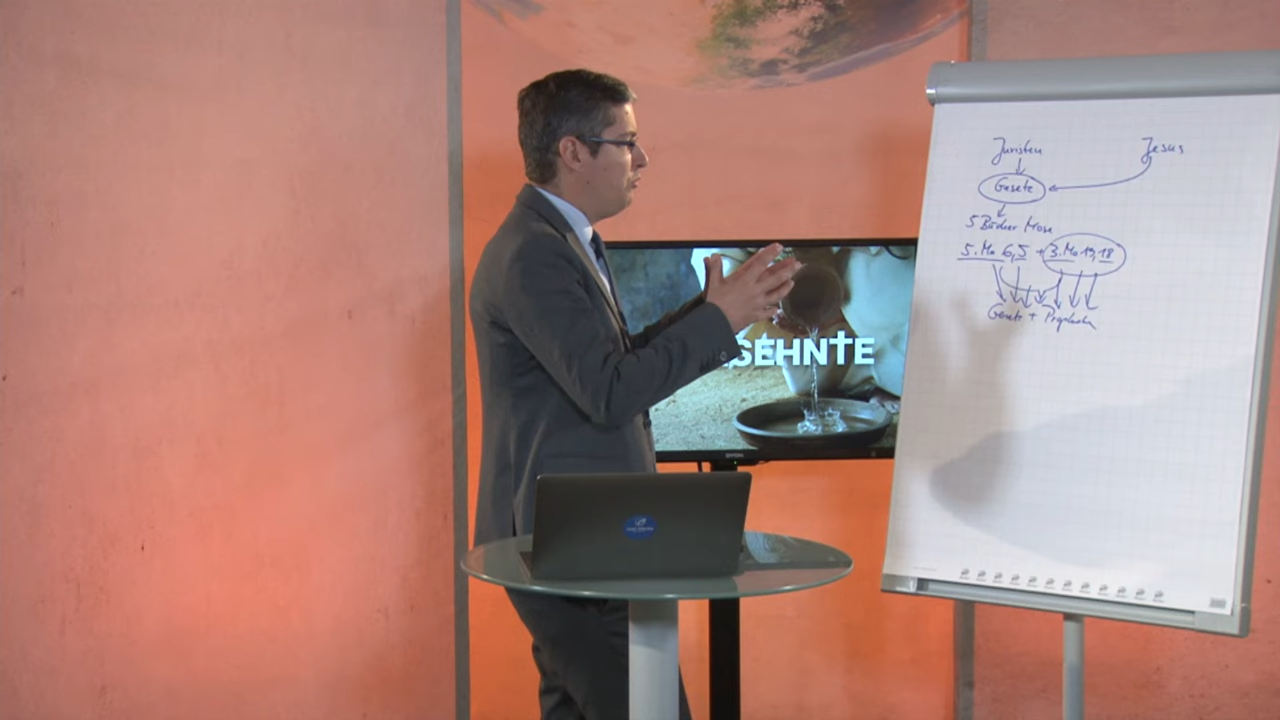 Juristen Jesus
Gesetz
5 Bücher Mose
5. Mo 6,5 + 3. Mo 19,18
Gesetz + Propheten
SEHNTE